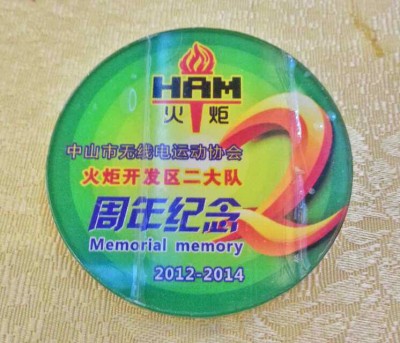 HAM
火炬
中山市无线电运动协会
火炬开发区二大队
周年纪念2
Memorial memory
2012-2014